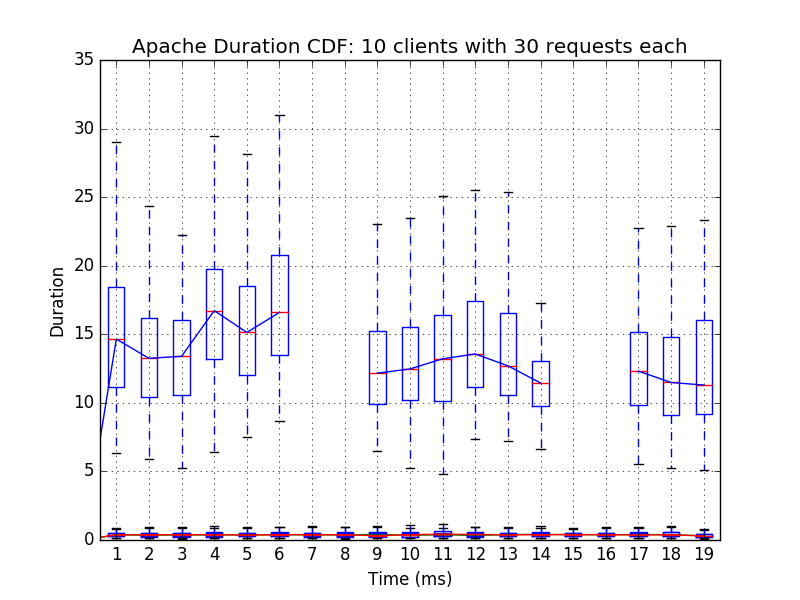 Apache Duration CDF: 10 clients with 30 requests each
35
30
25
20
15
10
5
0
Duration
1 2 3 4 5 6 7 8 9 10 11 12 13 14 15 16 17 18 19
Time (ms)